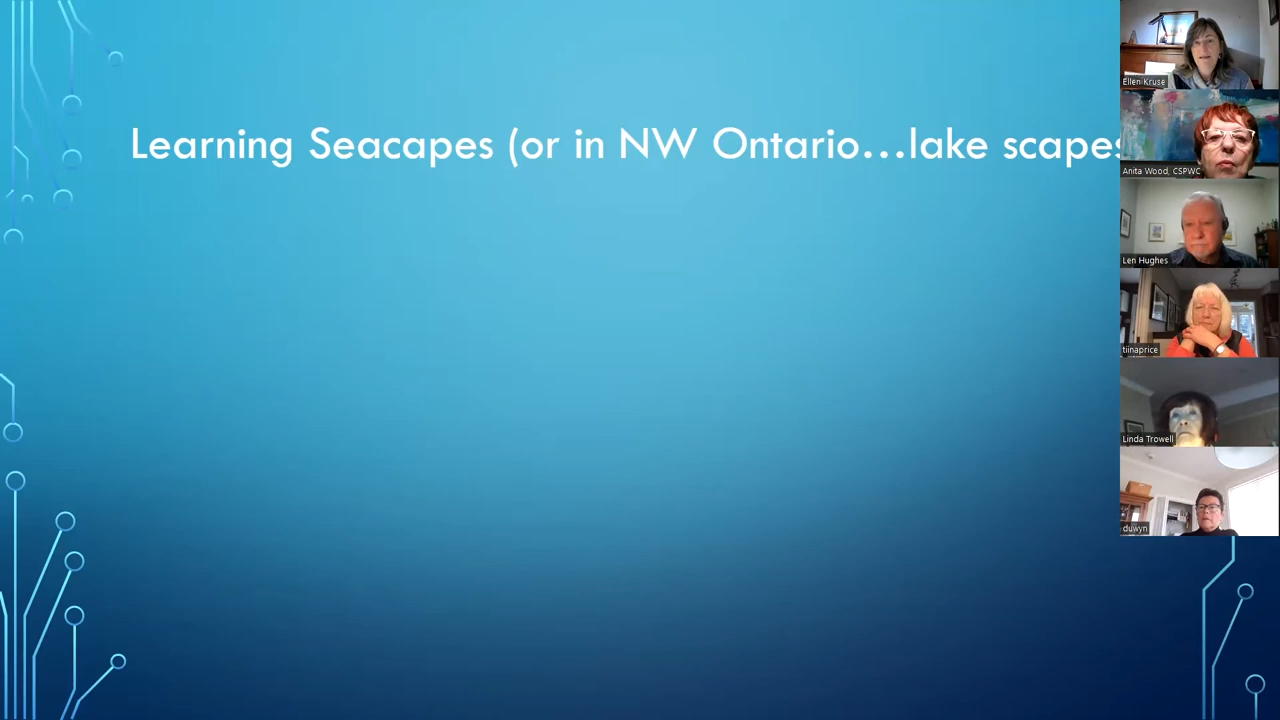 Learning Seacapes (or in NW Ontario...lake scapes
Ellen Kruse
Anita Wood, CSPWC
Len Hughes
tiinaprice
Linda Trowell
duwyn